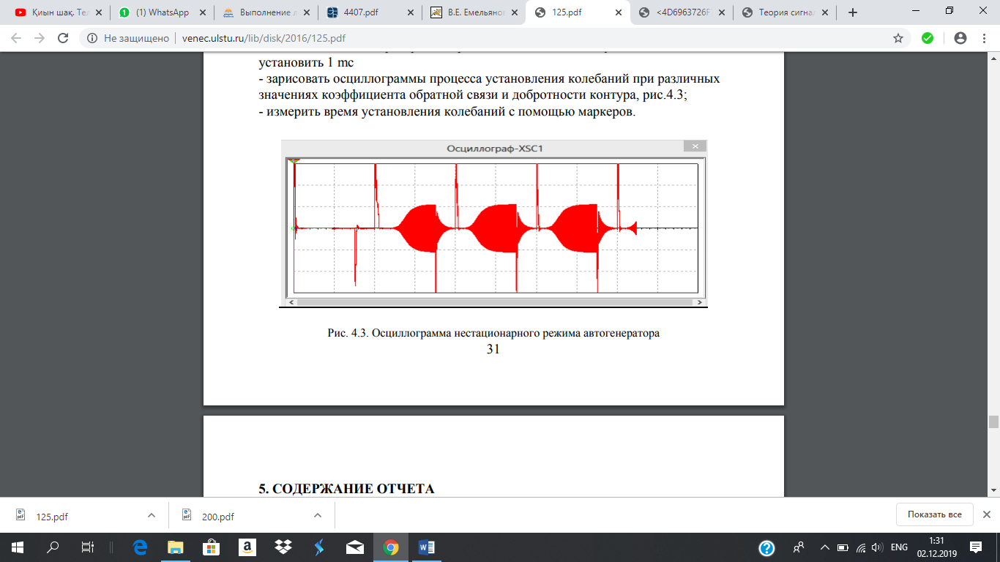 Қиын шақ. Тел
(1) WhatsApp
Выполнение л
4407.pdf
В.Е. Емельянов
125.pdf
<4D6963726F
Теория сигнал
Не защищено
venec.ulstu.ru/lib/disk/2016/125.pdf
установить 1 mc
- зарисовать осциллограммы процесса установления колебаний при различных
значениях коэффициента обратной связи и добротности контура, рис.4.3;
- измерить время установления колебаний с помощью маркеров.
Осциллограф-XSC1
Рис. 4.3. Осциллограмма нестационарного режима автогенератора
31
5. СОДЕРЖАНИЕ ОТЧЕТА
125.pdf
200.pdf
Показать все
ENG
1:31
02.12.2019